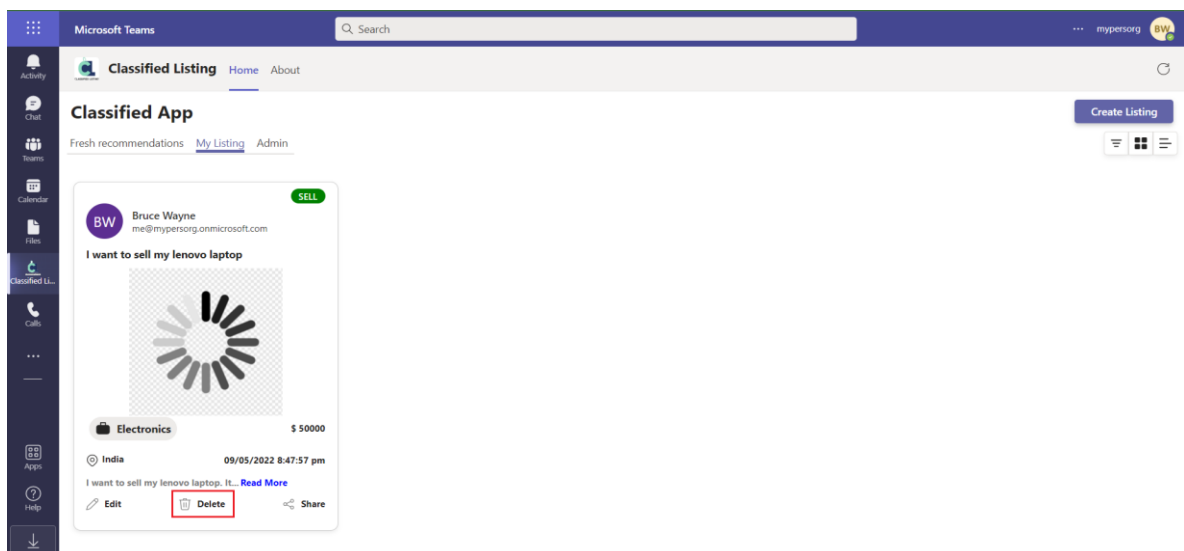 Microsoft Teams
Search
... mypersorg BW
Activity
Chat
Teams
Calendar
Files
Classified Li...
Calls
...
Apps
Help
Classified Listing Home About
Classified App
Create Listing
Fresh recommendations My Listing Admin
SELL
BW
Bruce Wayne
me@mypersorg.onmicrosoft.com
I want to sell my lenovo laptop
Electronics $ 50000
India 09/05/2022 8:47:57 pm
I want to sell my lenovo laptop. It... Read More
Edit Delete Share